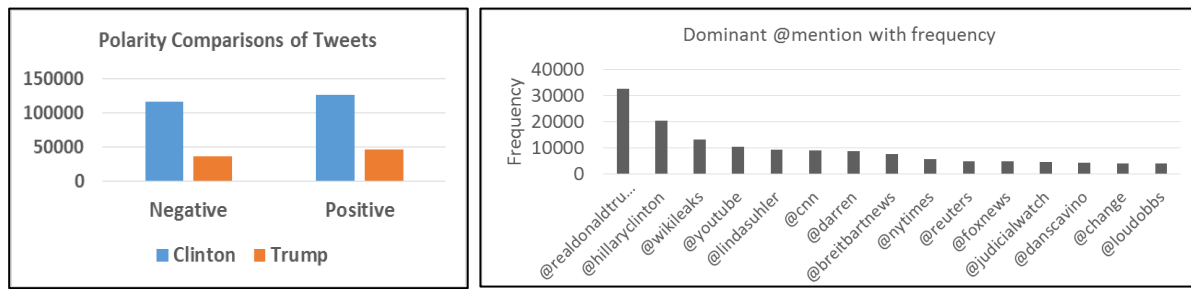 Polarity Comparisons of Tweets
150000
100000
50000
0
Negative Positive
Clinton Trump
Dominant @mention with frequency
Frequency
40000
30000
20000
10000
0
@realdonaldtru...
@hillaryclinton
@wikileaks
@youtube
@lindasuhler
@cnn
@darren
@breitbartnews
@nytimes
@reuters
@foxnews
@judicialwatch
@danscavino
@change
@loudobbs